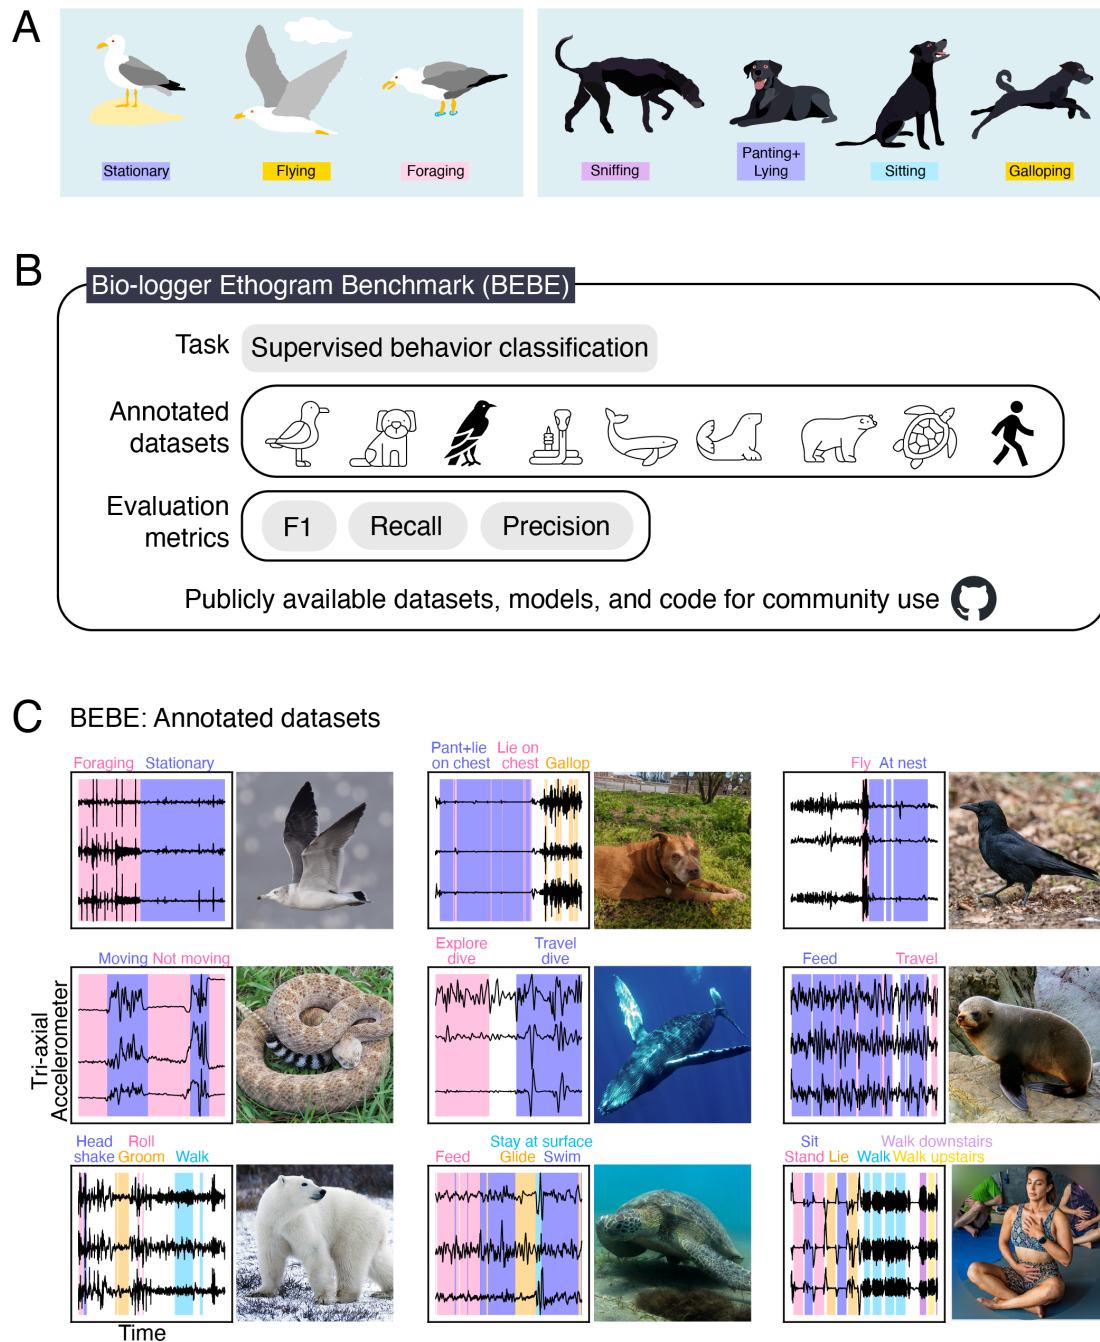 A
Stationary
Flying
Foraging
Sniffing
Panting+
Lying
Sitting
Galloping
B
Bio-logger Ethogram Benchmark (BEBE)
Task
Supervised behavior classification
Annotated
datasets
Evaluation
metrics
F1
Recall
Precision
Publicly available datasets, models, and code for community use
C
BEBE: Annotated datasets
Foraging
Stationary
Pant+lie
on chest
Lie on
chest
Gallop
Fly
At nest
Moving
Not moving
Explore
dive
Travel
dive
Feed
Travel
Tri-axial
Accelerometer
Head
shake
Roll
Groom
Walk
Feed
Stay at surface
Glide
Swim
Sit
Walk downstairs
Stand
Lie
Walk
Walk upstairs
Time